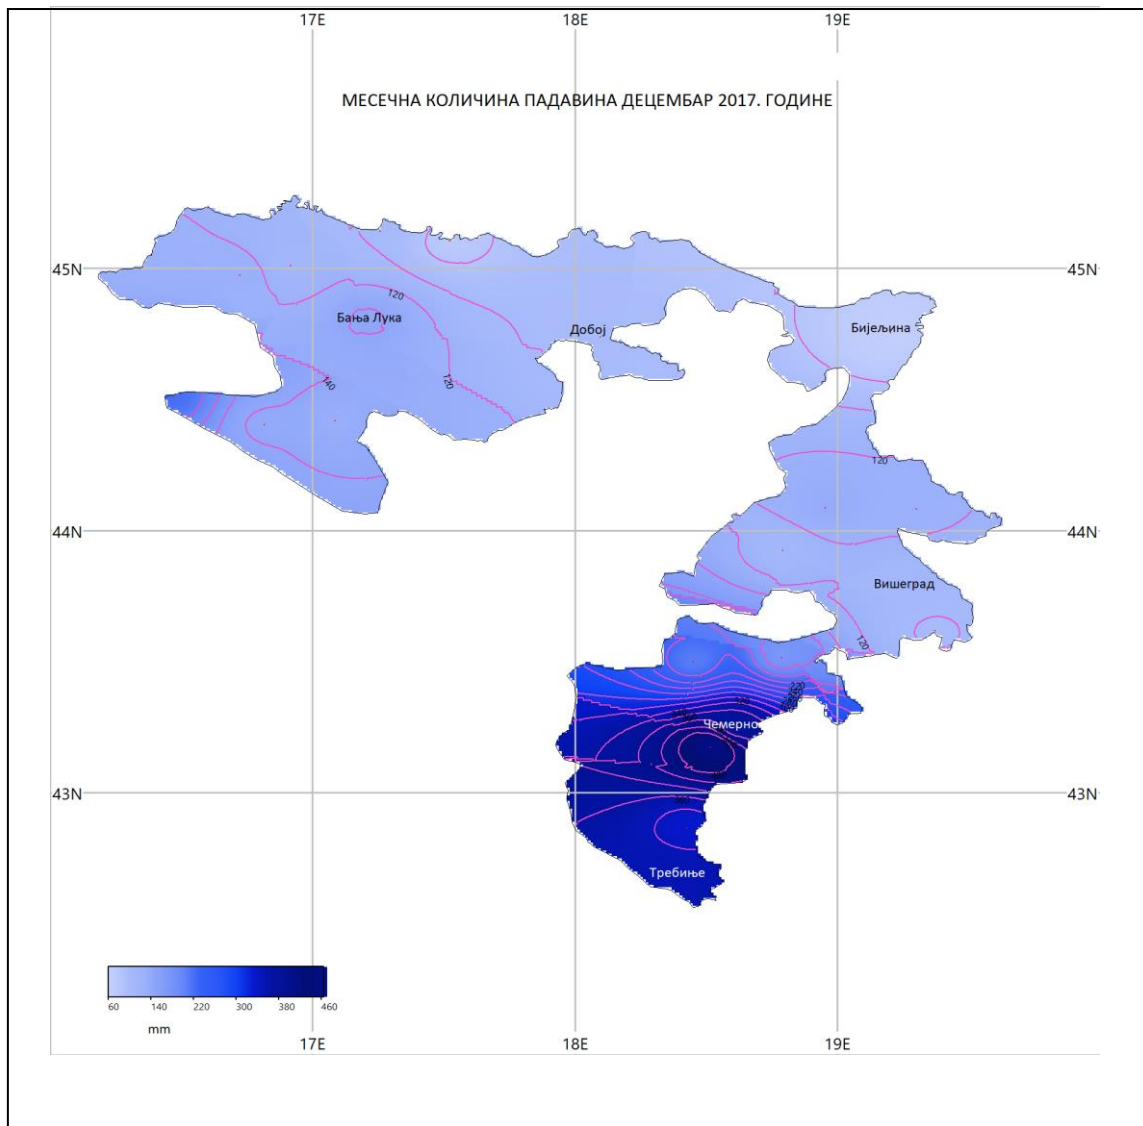 17E 18E 19E
МЕСЕЧНА КОЛИЧИНА ПАДАВИНА ДЕЦЕМБАР 2017. ГОДИНЕ
45N 45N
120
Бања Лука
Добој
Бијељина
140
120
120
44N 44N
Вишеград
120
220
Чемерно
43N 43N
Требиње
60 140 220 300 380 460
mm
17E 18E 19E